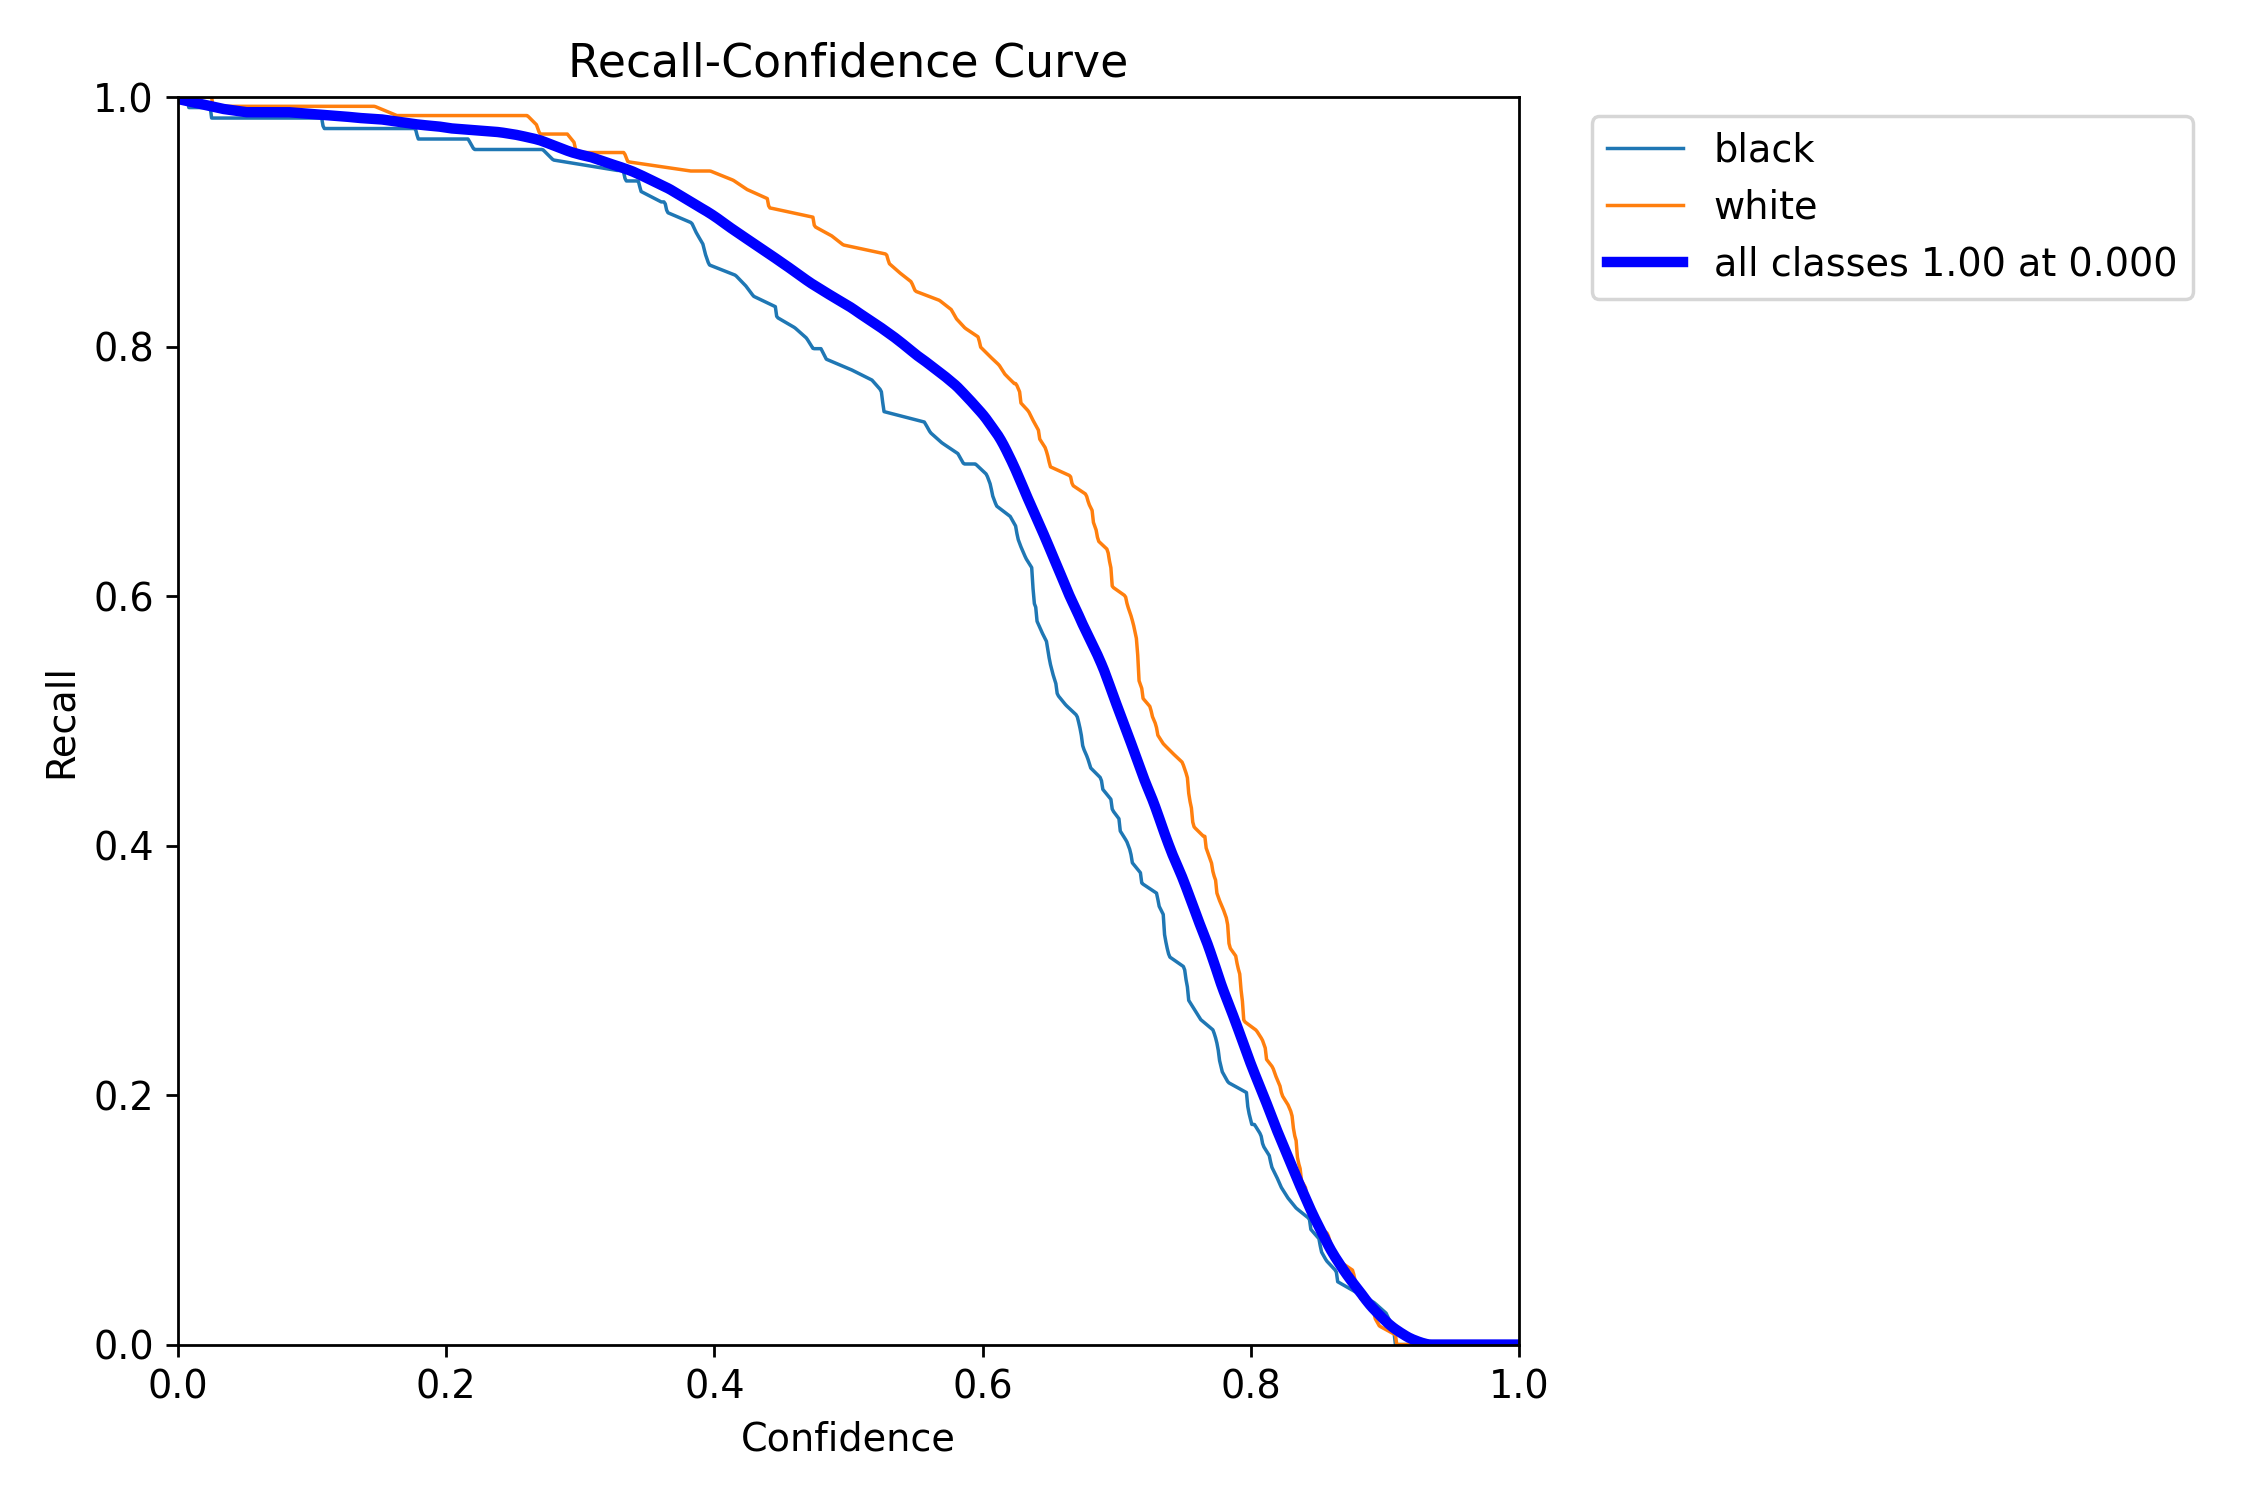 Recall-Confidence Curve
1.0
0.8
0.6
0.4
0.2
0.0
Recall
0.0 0.2 0.4 0.6 0.8 1.0
Confidence
black
white
all classes 1.00 at 0.000